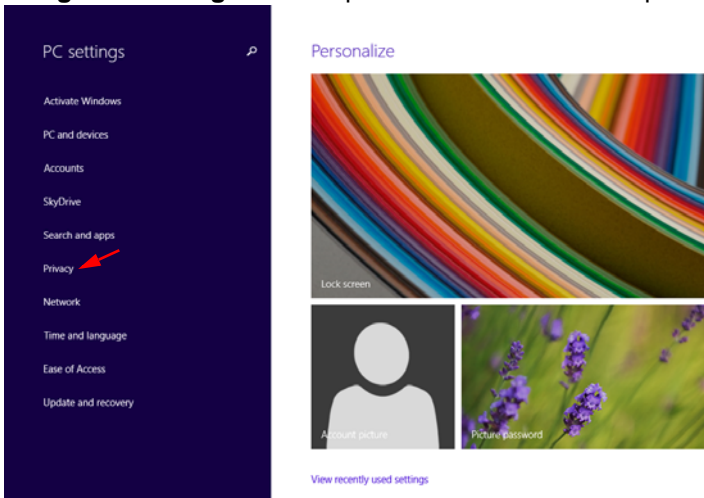 PC settings
Activate Windows
PC and devices
Accounts
SkyDrive
Search and apps
Privacy
Network
Time and language
Ease of Access
Update and recovery
Personalize
Lock screen
Account picture
Picture password
View recently used settings